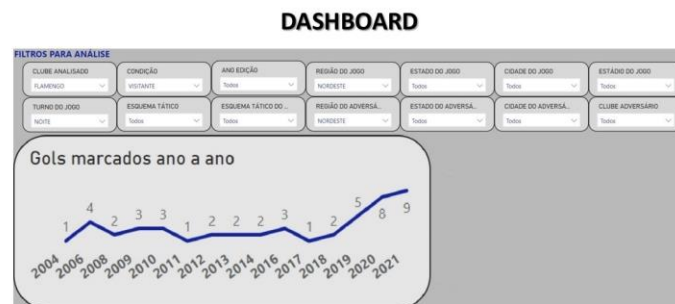 DASHBOARD
FILTROS PARA ANÁLISE
CLUBE ANALISADO CONDIÇÃO ANO EDIÇÃO REGIÃO DO JOGO ESTADO DO JOGO CIDADE DO JOGO ESTÁDIO DO JOGO
FLAMENGO VISITANTE Todos NORDESTE Todos Todos Todos
TURNO DO JOGO ESQUEMA TÁTICO ESQUEMA TÁTICO DO ... REGIÃO DO ADVERSÁ... ESTADO DO ADVERSÁ... CIDADE DO ADVERSÁ... CLUBE ADVERSÁRIO
NOITE Todos Todos NORDESTE Todos Todos Todos
Gols marcados ano a ano
1 4 2 3 3 1 2 2 2 3 1 2 5 8 9
2004 2006 2008 2009 2010 2011 2012 2013 2014 2016 2017 2018 2019 2020 2021